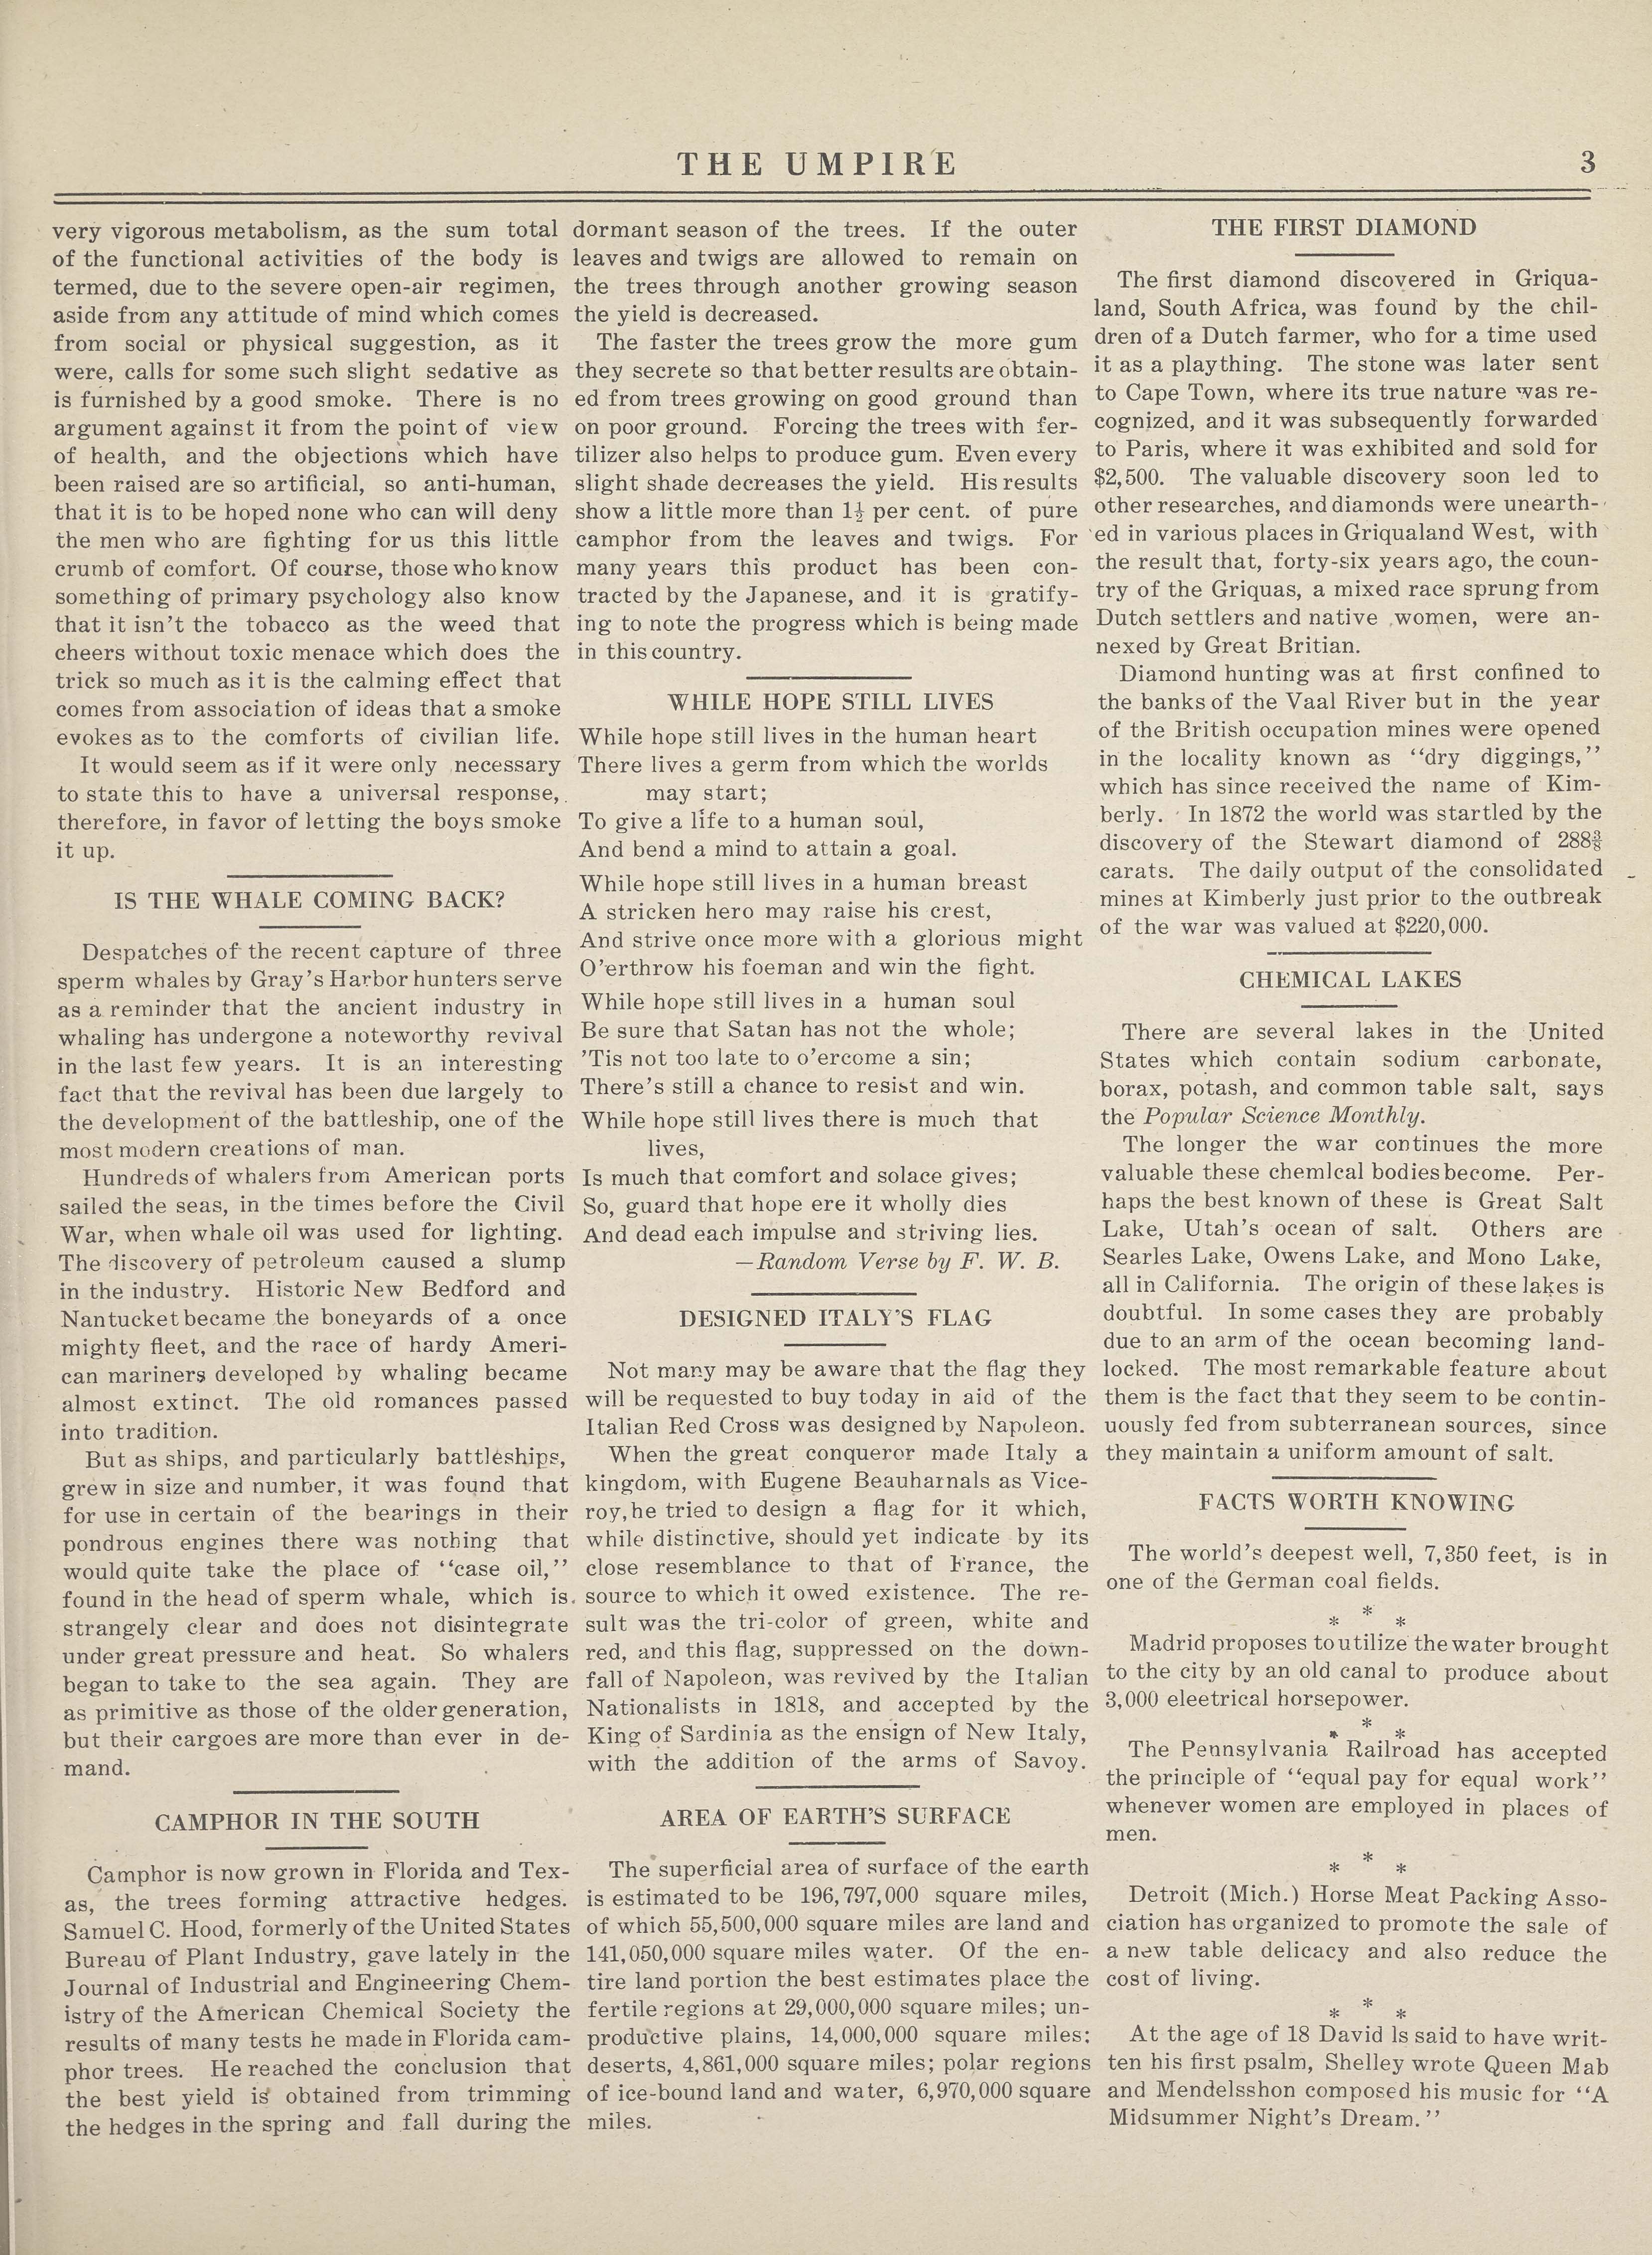 THE UMPIRE
3
very vigorous metabolism, as the sum total
of the functional activities of the body is
termed, due to the severe open-air regimen,
aside from any attitude of mind which comes
from social or physical suggestion, as it
were, calls for some such slight sedative as
is furnished by a good smoke. There is no
argument against it from the point of view
of health, and the objections which have
been raised are so artificial, so anti-human,
that it is to be hoped none who can will deny
the men who are fighting for us this little
crumb of comfort. Of course, those who know
something of primary psychology also know
that it isn't the tobacco as the weed that
cheers without toxic menace which does the
trick so much as it is the calming effect that
comes from association of ideas that a smoke
evokes as to the comforts of civilian life.
It would seem as if it were only necessary
to state this to have a universal response,
therefore, in favor of letting the boys smoke
it up.
IS THE WHALE COMING BACK?
Despatches of the recent capture of three
sperm whales by Gray's Harbor hunters serve
as a reminder that the ancient industry in
whaling has undergone a noteworthy revival
in the last few years. It is an interesting
fact that the revival has been due largely to
the development of the battleship, one of the
most modern creations of man.
Hundreds of whalers from American ports
sailed the seas, in the times before the Civil
War, when whale oil was used for lighting.
The discovery of petroleum caused a slump
in the industry. Historic New Bedford and
Nantucket became the boneyards of a once
mighty fleet, and the race of hardy Ameri-
can mariners developed by whaling became
almost extinct. The old romances passed
into tradition.
But as ships, and particularly battleships,
grew in size and number, it was found that
for use in certain of the bearings in their
pondrous engines there was nothing that
would quite take the place of "case oil,"
found in the head of sperm whale, which is
strangely clear and does not disintegrate
under great pressure and heat. So whalers
began to take to the sea again. They are
as primitive as those of the older generation,
but their cargoes are more than ever in de-
mand.
CAMPHOR IN THE SOUTH
Camphor is now grown in Florida and Tex-
as, the trees forming attractive hedges.
Samuel C. Hood, formerly of the United States
Bureau of Plant Industry, gave lately in the
Journal of Industrial and Engineering Chem-
istry of the American Chemical Society the
results of many tests he made in Florida cam-
phor trees. He reached the conclusion that
the best yield is obtained from trimming
the hedges in the spring and fall during the
dormant season of the trees. If the outer
leaves and twigs are allowed to remain on
the trees through another growing season
the yield is decreased.
The faster the trees grow the more gum
they secrete so that better results are obtain-
ed from trees growing on good ground than
on poor ground. Forcing the trees with fer-
tilizer also helps to produce gum. Even every
slight shade decreases the yield. His results
show a little more than 1½ per cent. of pure
camphor from the leaves and twigs. For
many years this product has been con-
tracted by the Japanese, and it is gratify-
ing to note the progress which is being made
in this country.
WHILE HOPE STILL LIVES
While hope still lives in the human heart
There lives a germ from which the worlds
may start;
To give a life to a human soul,
And bend a mind to attain a goal.
While hope still lives in a human breast
A stricken hero may raise his crest,
And strive once more with a glorious might
O'erthrow his foeman and win the fight.
While hope still lives in a human soul
Be sure that Satan has not the whole;
'Tis not too late to o'ercome a sin;
There's still a chance to resist and win.
While hope still lives there is much that
lives,
Is much that comfort and solace gives;
So, guard that hope ere it wholly dies
And dead each impulse and striving lies.
—Random Verse by F. W. B.
DESIGNED ITALY'S FLAG
Not many may be aware that the flag they
will be requested to buy today in aid of the
Italian Red Cross was designed by Napoleon.
When the great conqueror made Italy a
kingdom, with Eugene Beauharnals as Vice-
roy, he tried to design a flag for it which,
while distinctive, should yet indicate by its
close resemblance to that of France, the
source to which it owed existence. The re-
sult was the tri-color of green, white and
red, and this flag, suppressed on the down-
fall of Napoleon, was revived by the Italian
Nationalists in 1818, and accepted by the
King of Sardinia as the ensign of New Italy,
with the addition of the arms of Savoy.
AREA OF EARTH'S SURFACE
The superficial area of surface of the earth
is estimated to be 196,797,000 square miles,
of which 55,500,000 square miles are land and
141,050,000 square miles water. Of the en-
tire land portion the best estimates place the
fertile regions at 29,000,000 square miles; un-
productive plains, 14,000,000 square miles;
deserts, 4,861,000 square miles; polar regions
of ice-bound land and water, 6,970,000 square
miles.
THE FIRST DIAMOND
The first diamond discovered in Griqua-
land, South Africa, was found by the chil-
dren of a Dutch farmer, who for a time used
it as a plaything. The stone was later sent
to Cape Town, where its true nature was re-
cognized, and it was subsequently forwarded
to Paris, where it was exhibited and sold for
$2,500. The valuable discovery soon led to
other researches, and diamonds were unearth-
ed in various places in Griqualand West, with
the result that, forty-six years ago, the coun-
try of the Griquas, a mixed race sprung from
Dutch settlers and native women, were an-
nexed by Great Britian.
Diamond hunting was at first confined to
the banks of the Vaal River but in the year
of the British occupation mines were opened
in the locality known as "dry diggings,"
which has since received the name of Kim-
berly. In 1872 the world was startled by the
discovery of the Stewart diamond of 288⅜
carats. The daily output of the consolidated
mines at Kimberly just prior to the outbreak
of the war was valued at $220,000.
CHEMICAL LAKES
There are several lakes in the United
States which contain sodium carbonate,
borax, potash, and common table salt, says
the Popular Science Monthly.
The longer the war continues the more
valuable these chemlcal bodies become. Per-
haps the best known of these is Great Salt
Lake, Utah's ocean of salt. Others are
Searles Lake, Owens Lake, and Mono Lake,
all in California. The origin of these lakes is
doubtful. In some cases they are probably
due to an arm of the ocean becoming land-
locked. The most remarkable feature about
them is the fact that they seem to be contin-
uously fed from subterranean sources, since
they maintain a uniform amount of salt.
FACTS WORTH KNOWING
The world's deepest well, 7,350 feet, is in
one of the German coal fields.
* * *
Madrid proposes to utilize the water brought
to the city by an old canal to produce about
3,000 eleetrical horsepower.
* * *
The Pennsylvania Railroad has accepted
the principle of "equal pay for equal work"
whenever women are employed in places of
men.
* * *
Detroit (Mich.) Horse Meat Packing Asso-
ciation has organized to promote the sale of
a new table delicacy and also reduce the
cost of living.
* * *
At the age of 18 David ls said to have writ-
ten his first psalm, Shelley wrote Queen Mab
and Mendelsshon composed his music for "A
Midsummer Night's Dream."